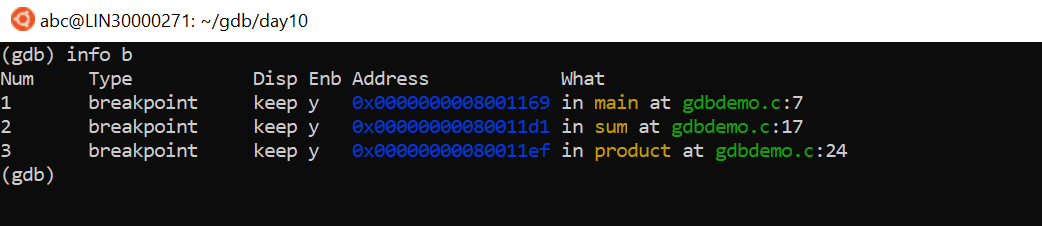 abc@LIN30000271: ~/gdb/day10
(gdb) info b
Num     Type           Disp Enb Address            What
1       breakpoint     keep y   0x0000000008001169 in main at gdbdemo.c:7
2       breakpoint     keep y   0x00000000080011d1 in sum at gdbdemo.c:17
3       breakpoint     keep y   0x00000000080011ef in product at gdbdemo.c:24
(gdb)